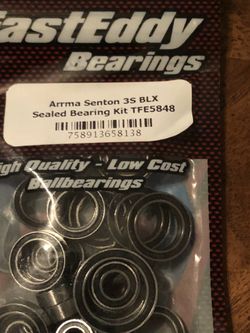 FastEddy
Bearings
Arrma Senton 3S BLX
Sealed Bearing Kit TFE5848
758913658138
High Quality - Low Cost
Ballbearings